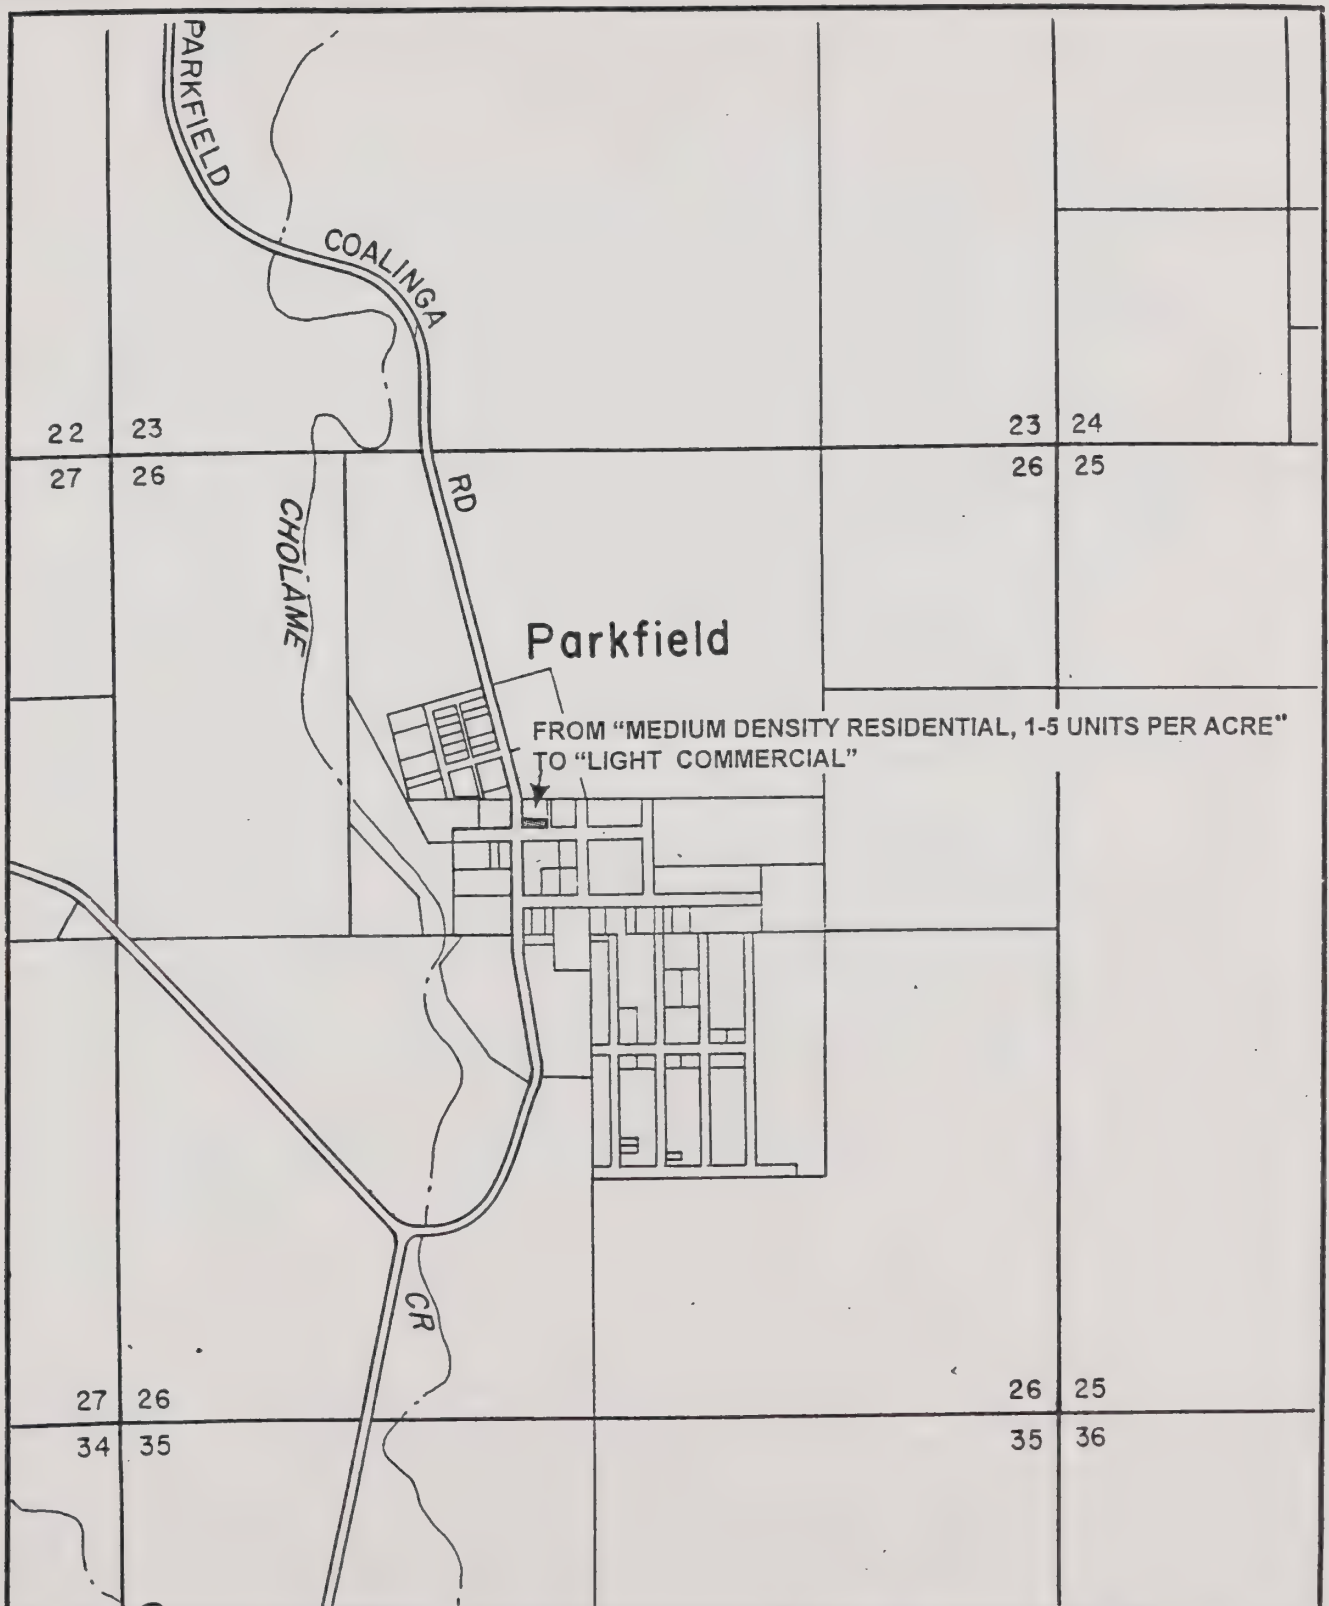 PARKFIELD
COALINGA
22 23
23 24
27 26
26 25
RD
CHOLAME
Parkfield
FROM “MEDIUM DENSITY RESIDENTIAL, 1-5 UNITS PER ACRE”
TO “LIGHT COMMERCIAL”
CR
27 26
26 25
34 35
35 36